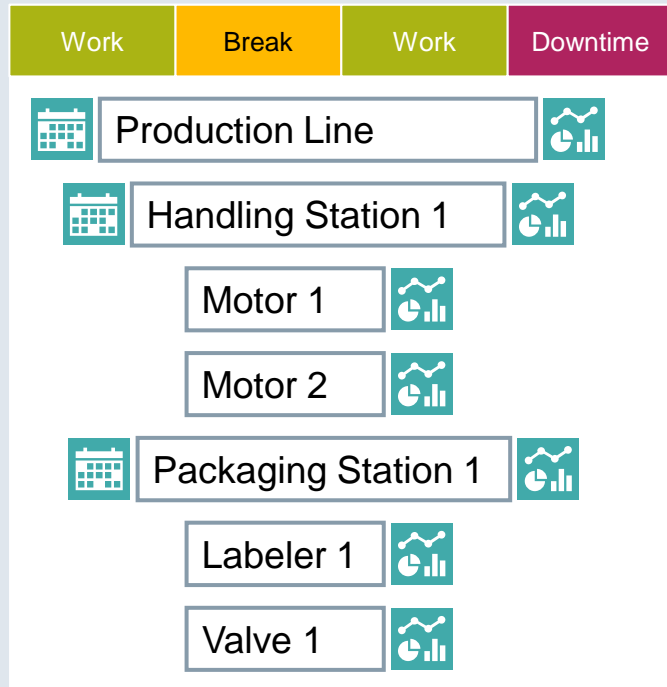 Work Break Work Downtime
Production Line
Handling Station 1
Motor 1
Motor 2
Packaging Station 1
Labeler 1
Valve 1